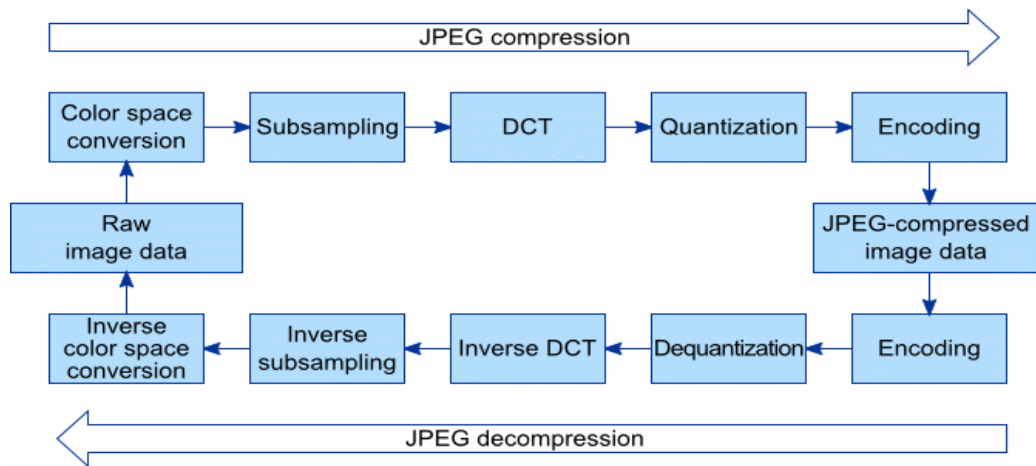 JPEG compression
Color space
conversion
Subsampling
DCT
Quantization
Encoding
Raw
image data
JPEG-compressed
image data
Inverse
color space
conversion
Inverse
subsampling
Inverse DCT
Dequantization
Encoding
JPEG decompression